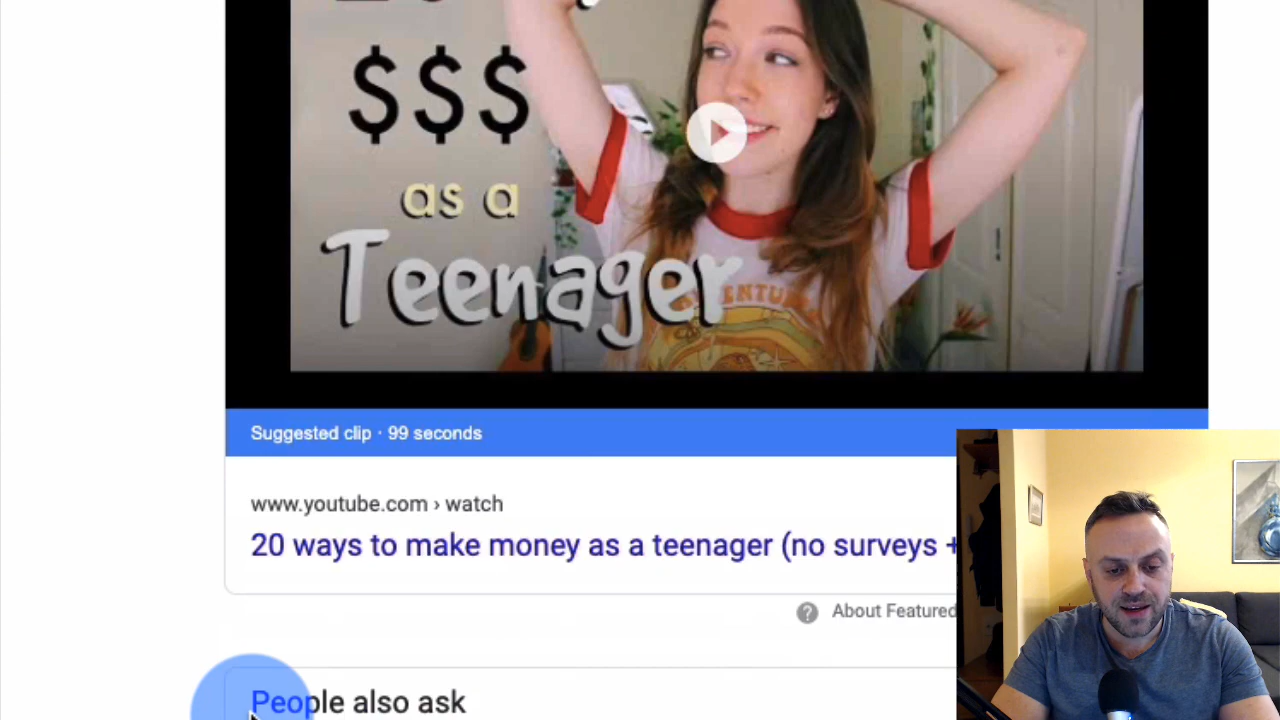 $$$
as a
Teenager
Suggested clip · 99 seconds
www.youtube.com › watch
20 ways to make money as a teenager (no surveys +
About Featured
People also ask